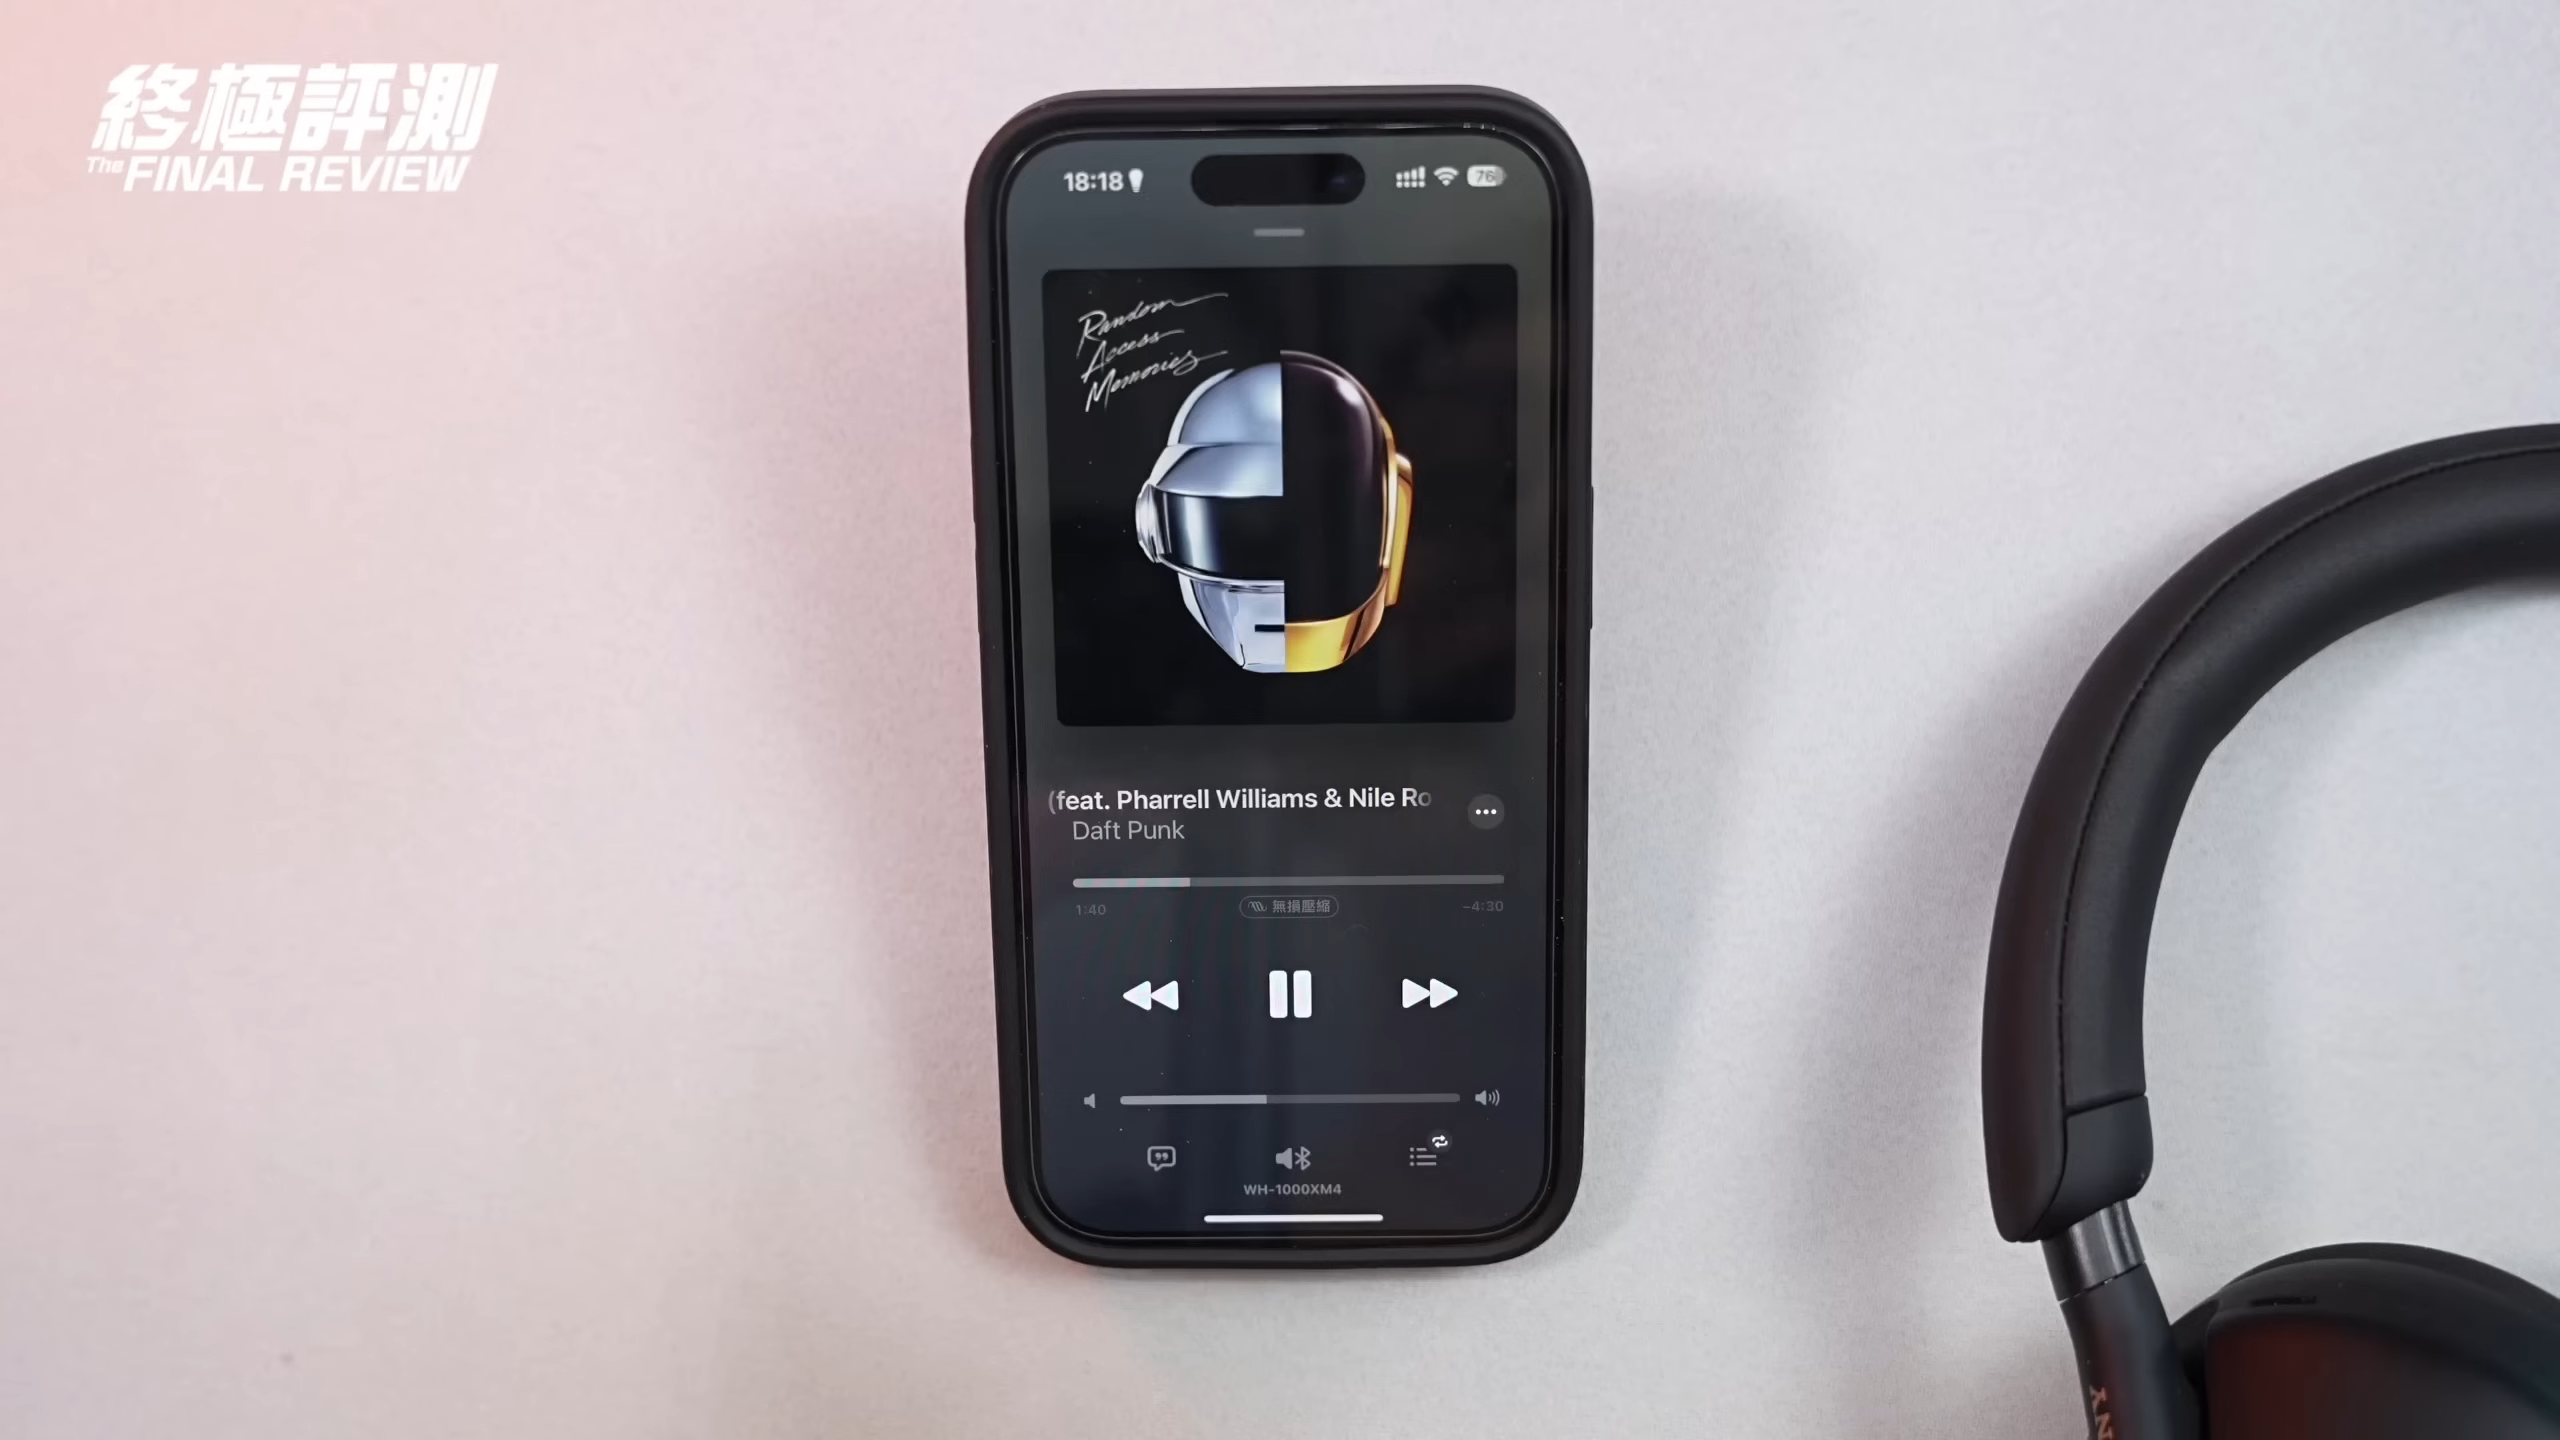 終極評測
The FINAL REVIEW
18:18
76
Random
Access
Memories
(feat. Pharrell Williams & Nile Ro
Daft Punk
1:40
無損壓縮
-4:30
WH-1000XM4
NY